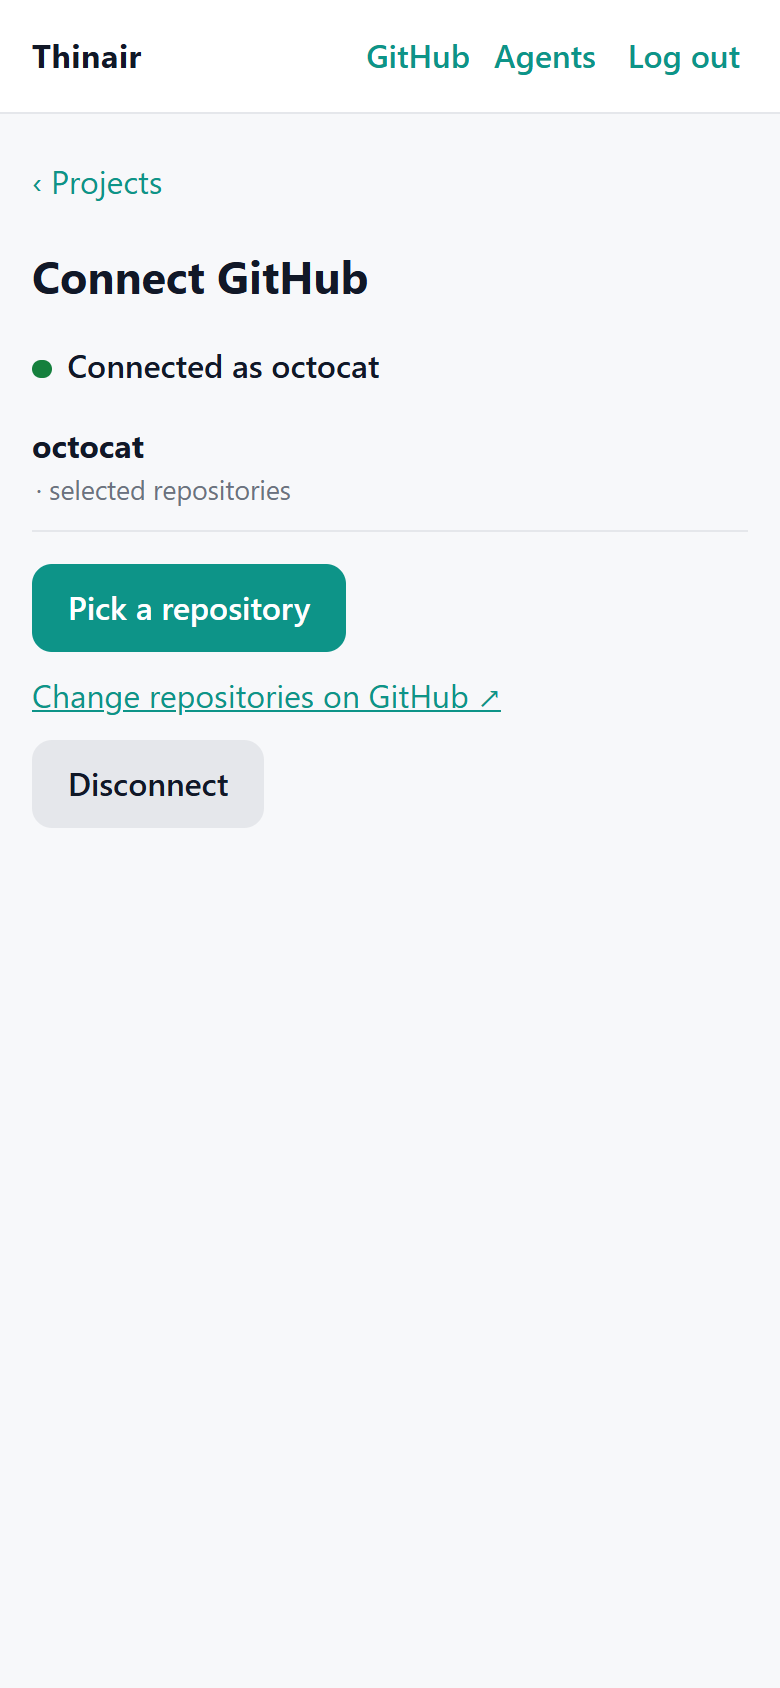 Thinair GitHub Agents Log out
‹ Projects
Connect GitHub
Connected as octocat
octocat
· selected repositories
Pick a repository
Change repositories on GitHub ↗
Disconnect